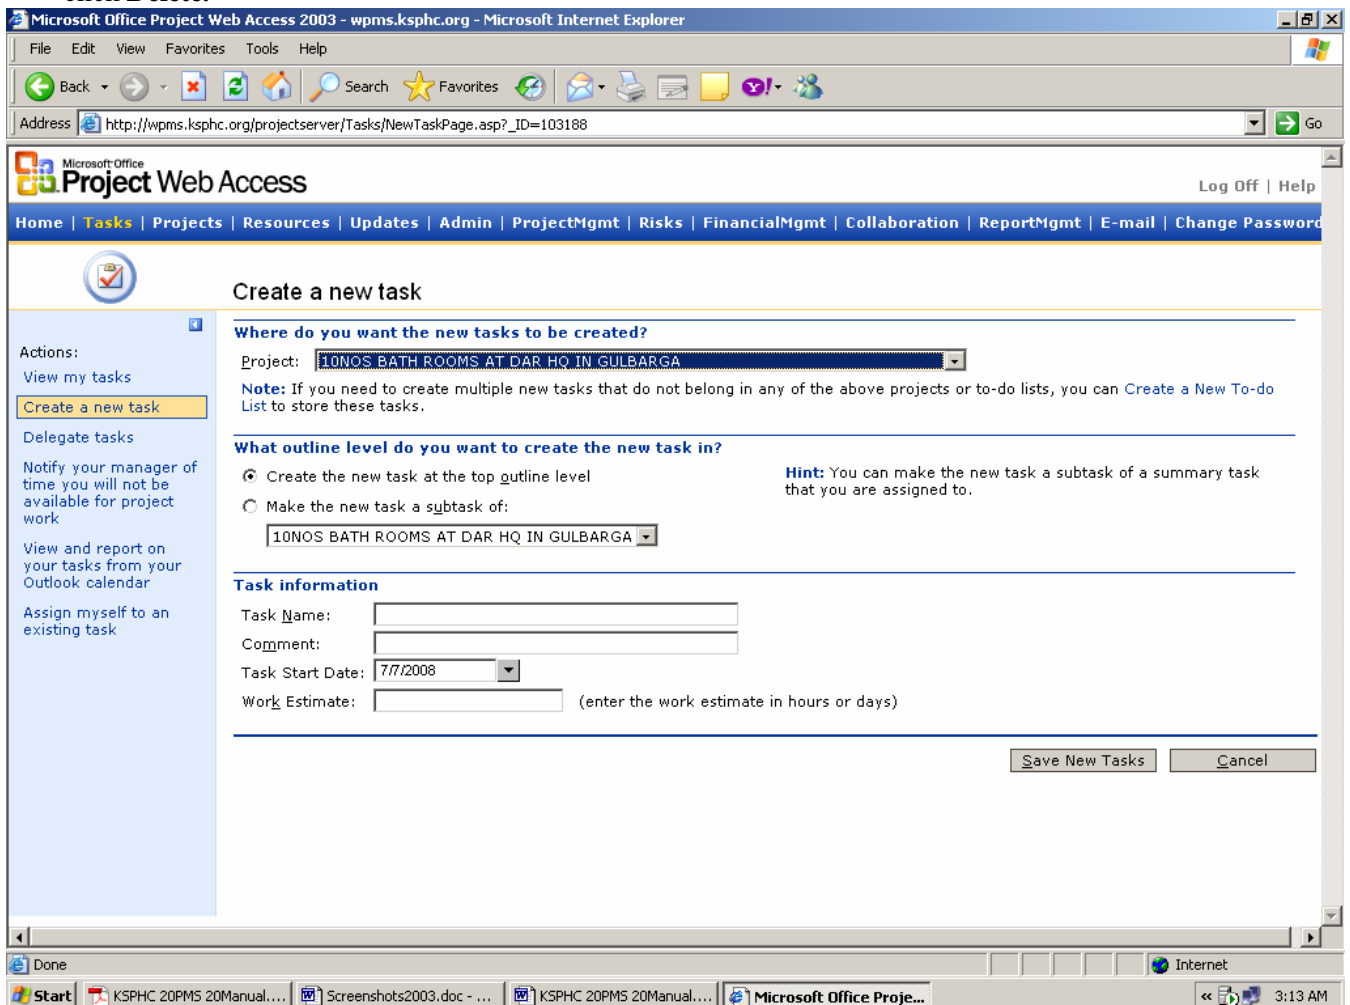 Microsoft Office Project Web Access 2003 - wpms.ksphc.org - Microsoft Internet Explorer
File Edit View Favorites Tools Help
Back Search Favorites
Address http://wpms.ksphc.org/projectserver/Tasks/NewTaskPage.asp?_ID=103188 Go
Microsoft Office
Project Web Access
Log Off | Help
Home | Tasks | Projects | Resources | Updates | Admin | ProjectMgmt | Risks | FinancialMgmt | Collaboration | ReportMgmt | E-mail | Change Password
Create a new task
Actions:
View my tasks
Create a new task
Delegate tasks
Notify your manager of
time you will not be
available for project
work
View and report on
your tasks from your
Outlook calendar
Assign myself to an
existing task
Where do you want the new tasks to be created?
Project: 10NOS BATH ROOMS AT DAR HQ IN GULBARGA
Note: If you need to create multiple new tasks that do not belong in any of the above projects or to-do lists, you can Create a New To-do
List to store these tasks.
What outline level do you want to create the new task in?
Create the new task at the top outline level
Make the new task a subtask of:
10NOS BATH ROOMS AT DAR HQ IN GULBARGA
Hint: You can make the new task a subtask of a summary task
that you are assigned to.
Task information
Task Name:
Comment:
Task Start Date: 7/7/2008
Work Estimate: (enter the work estimate in hours or days)
Save New Tasks Cancel
Done Internet
Start KSPHC 20PMS 20Manual.... Screenshots2003.doc - ... KSPHC 20PMS 20Manual.... Microsoft Office Proje... « 3:13 AM